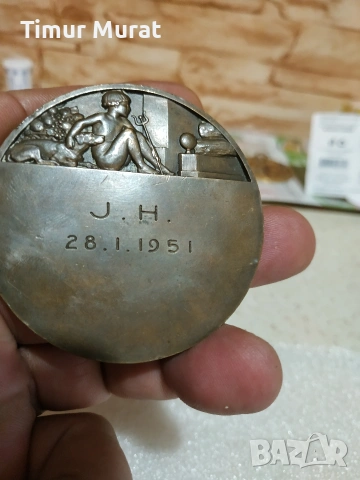 Timur Murat
J. H.
28.1.1951
BAZAR